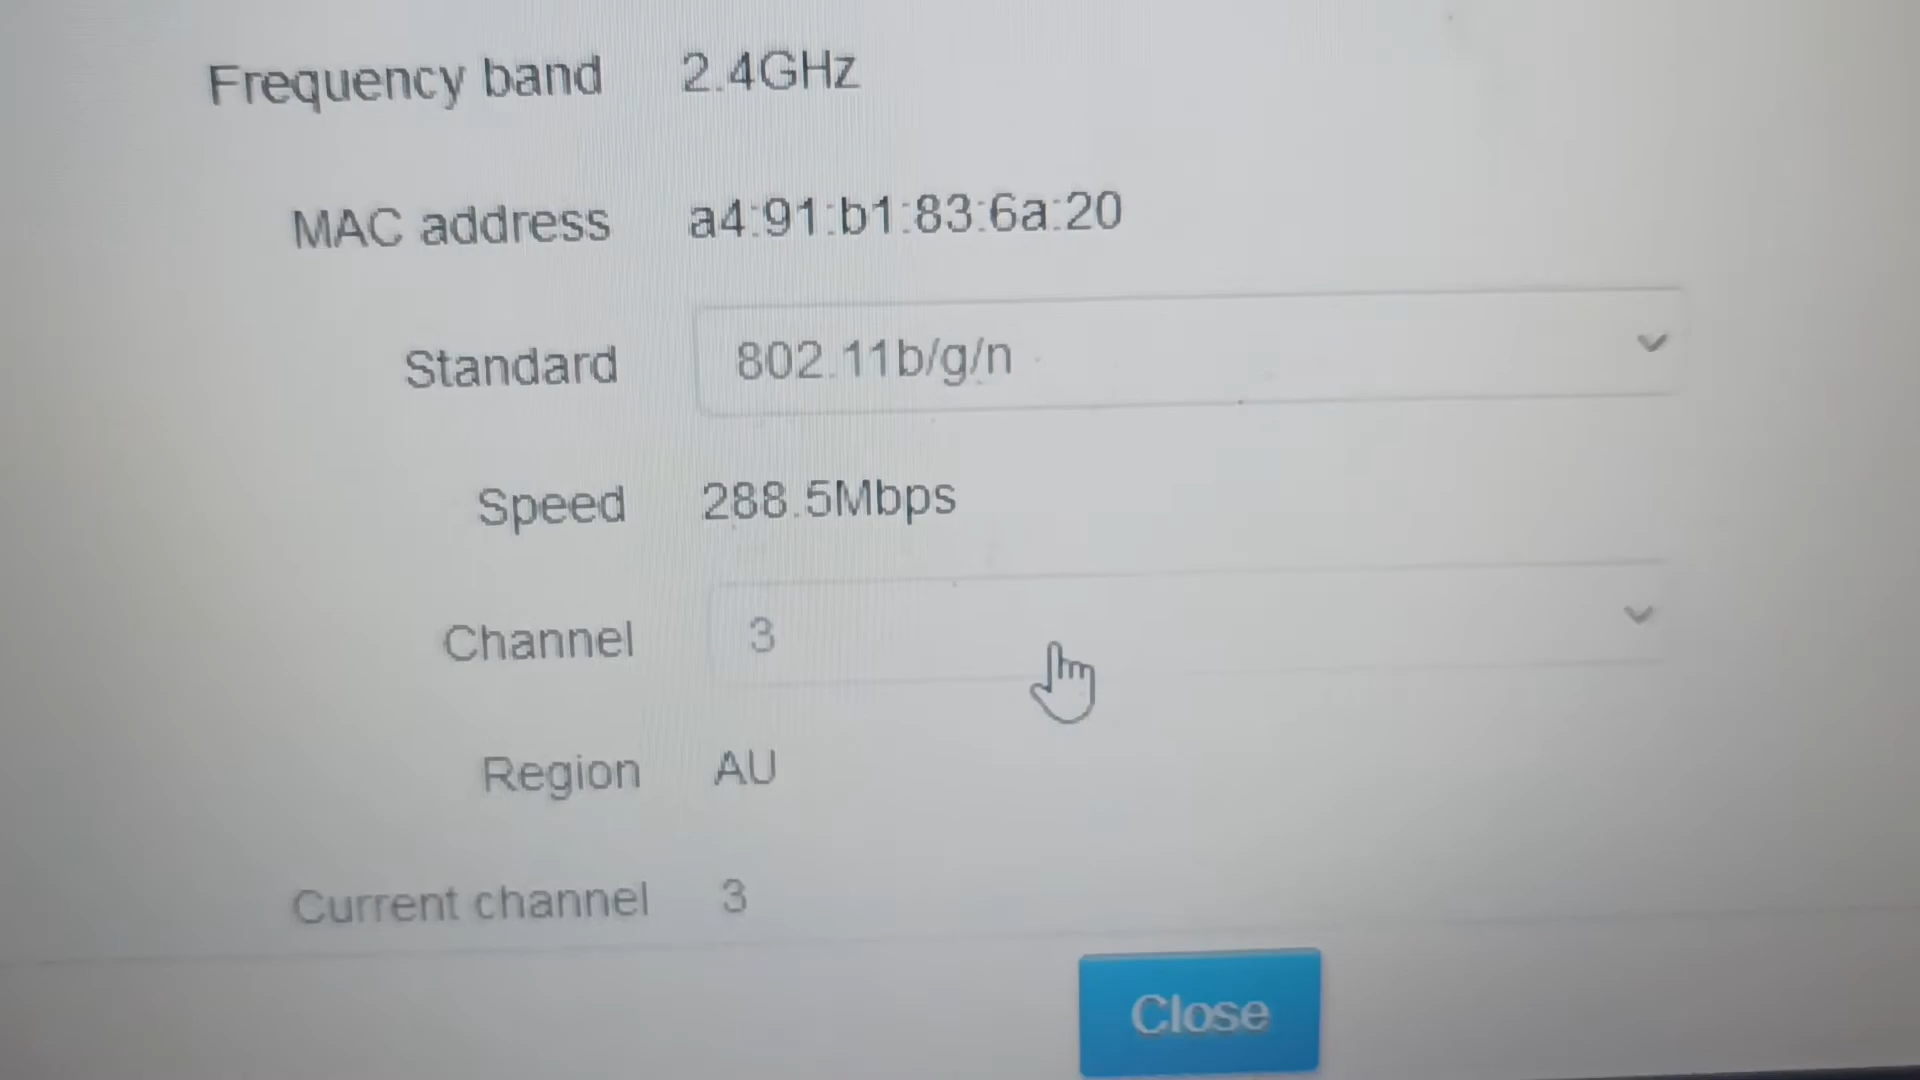 Frequency band 2.4GHz
MAC address a4:91:b1:83:6a:20
Standard 802.11b/g/n
Speed 288.5Mbps
Channel 3
Region AU
Current channel 3
Close